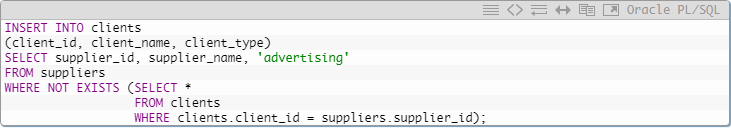 Oracle PL/SQL
INSERT INTO clients
(client_id, client_name, client_type)
SELECT supplier_id, supplier_name, 'advertising'
FROM suppliers
WHERE NOT EXISTS (SELECT *
                  FROM clients
                  WHERE clients.client_id = suppliers.supplier_id);